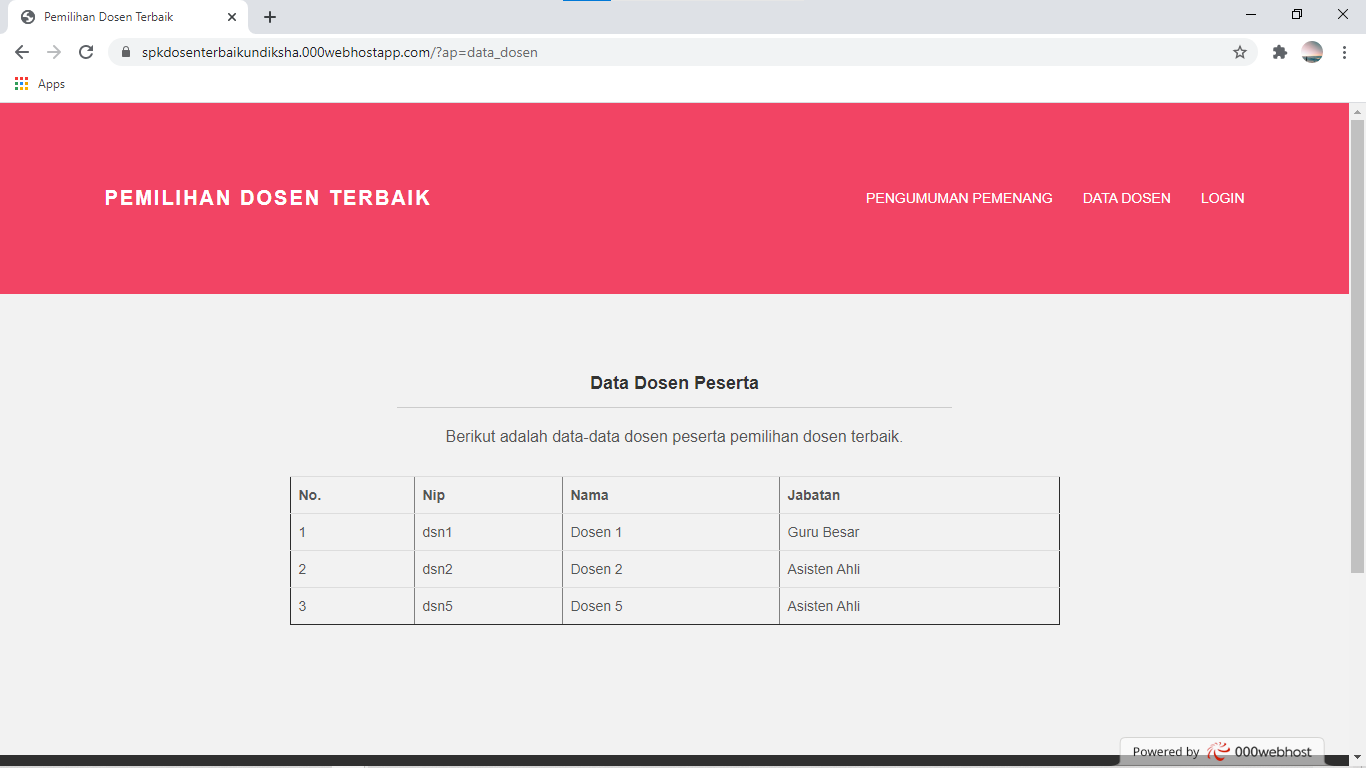 Pemilihan Dosen Terbaik
spkdosenterbaikundiksha.000webhostapp.com/?ap=data_dosen
Apps
PEMILIHAN DOSEN TERBAIK PENGUMUMAN PEMENANG DATA DOSEN LOGIN
Data Dosen Peserta
Berikut adalah data-data dosen peserta pemilihan dosen terbaik.
No. Nip Nama Jabatan
1 dsn1 Dosen 1 Guru Besar
2 dsn2 Dosen 2 Asisten Ahli
3 dsn5 Dosen 5 Asisten Ahli
Powered by 000webhost